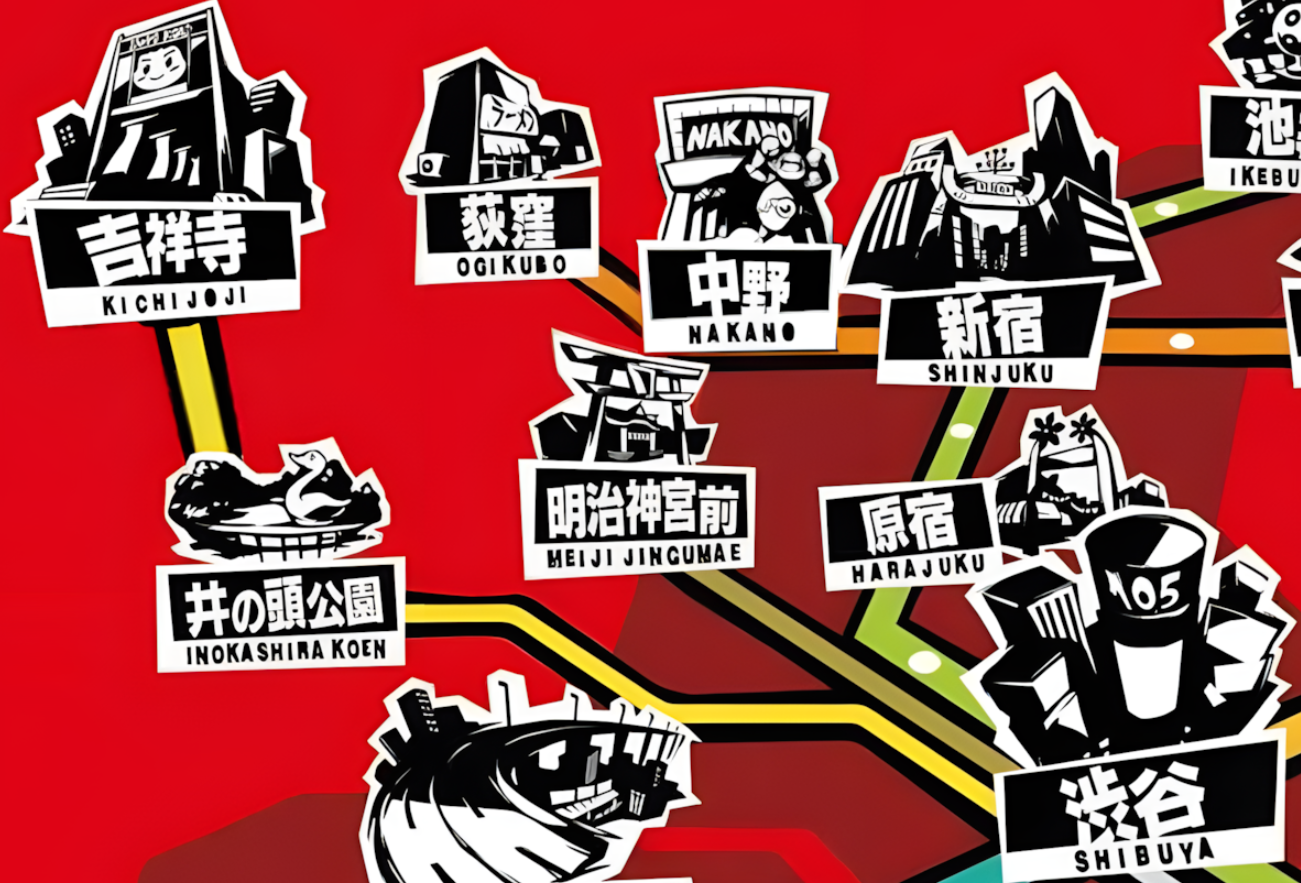 吉祥寺
KICHIJOJI
ラーメン
荻窪
OGIKUBO
NAKANO
中野
NAKANO
新宿
SHINJUKU
池
IKEBU
明治神宮前
MEIJI JINGUMAE
原宿
HARAJUKU
井の頭公園
INOKASHIRA KOEN
105
渋谷
SHIBUYA